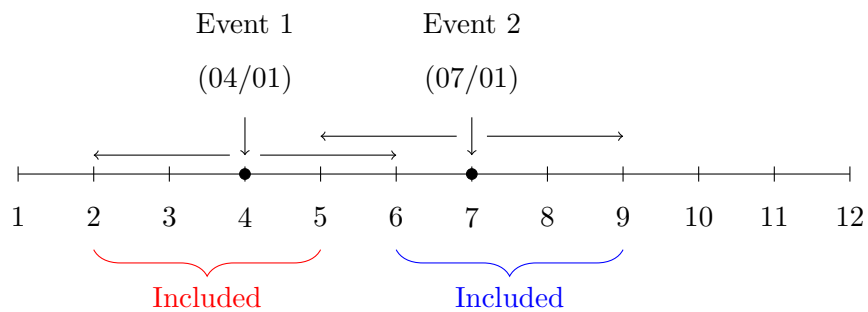 Event 1 Event 2
(04/01) (07/01)
1 2 3 4 5 6 7 8 9 10 11 12
Included Included